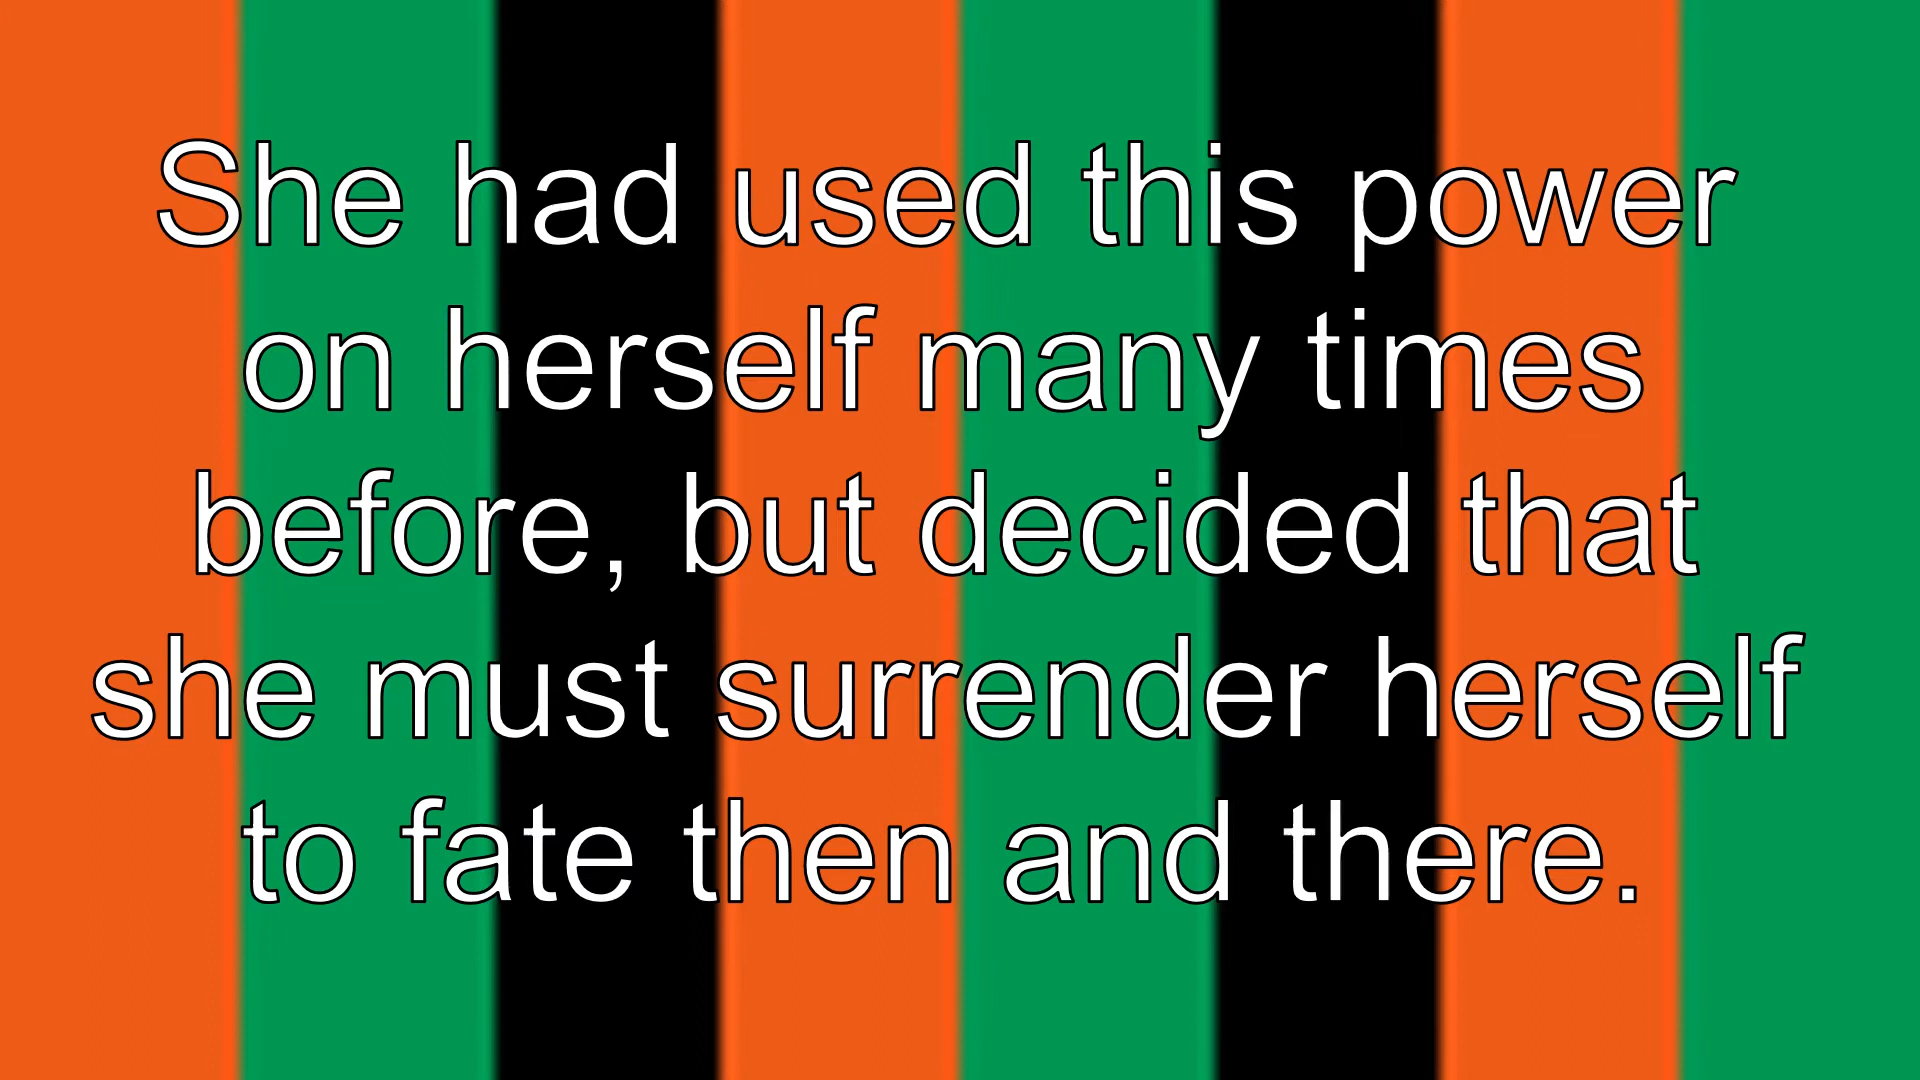 She had used this power
on herself many times
before, but decided that
she must surrender herself
to fate then and there.